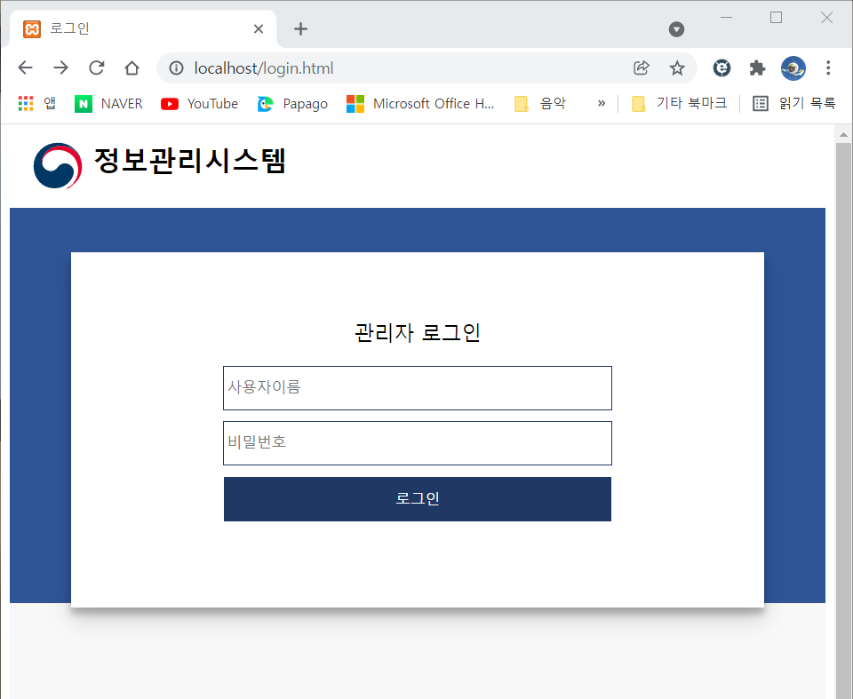 로그인
localhost/login.html
앱 NAVER YouTube Papago Microsoft Office H... 음악 » 기타 북마크 읽기 목록
정보관리시스템
관리자 로그인
사용자이름
비밀번호
로그인